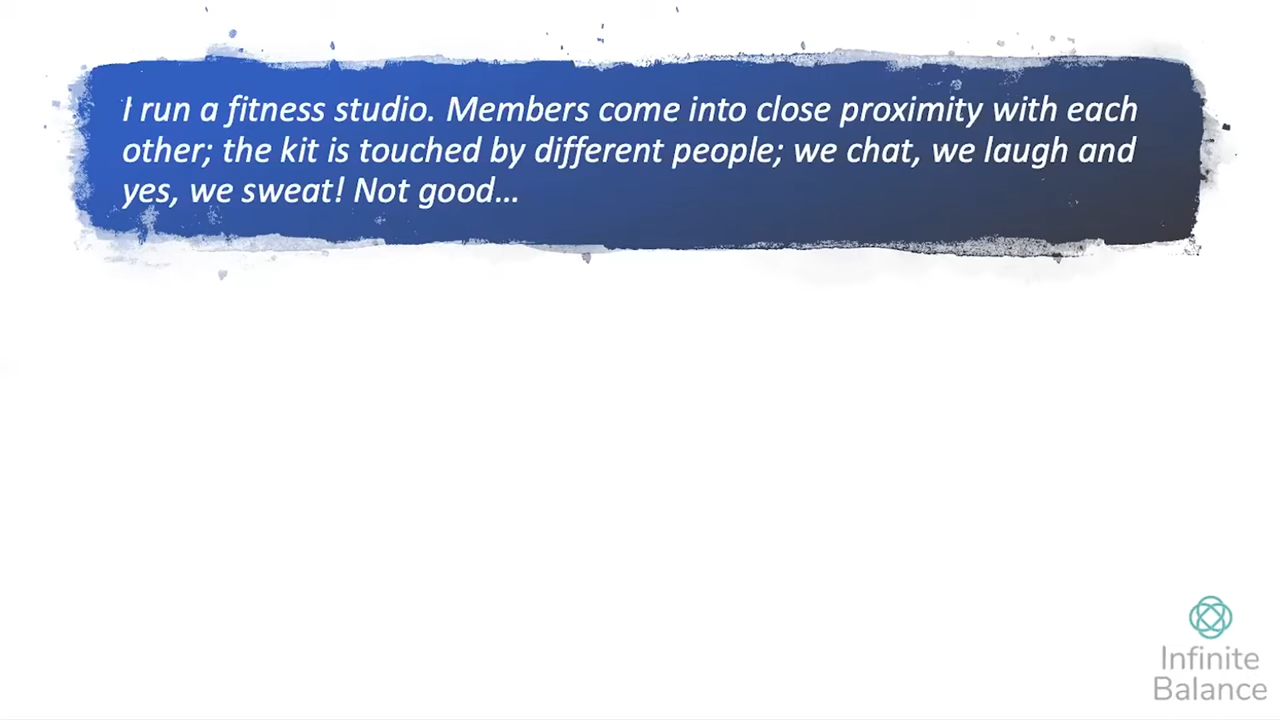 I run a fitness studio. Members come into close proximity with each
other; the kit is touched by different people; we chat, we laugh and
yes, we sweat! Not good…
Infinite
Balance